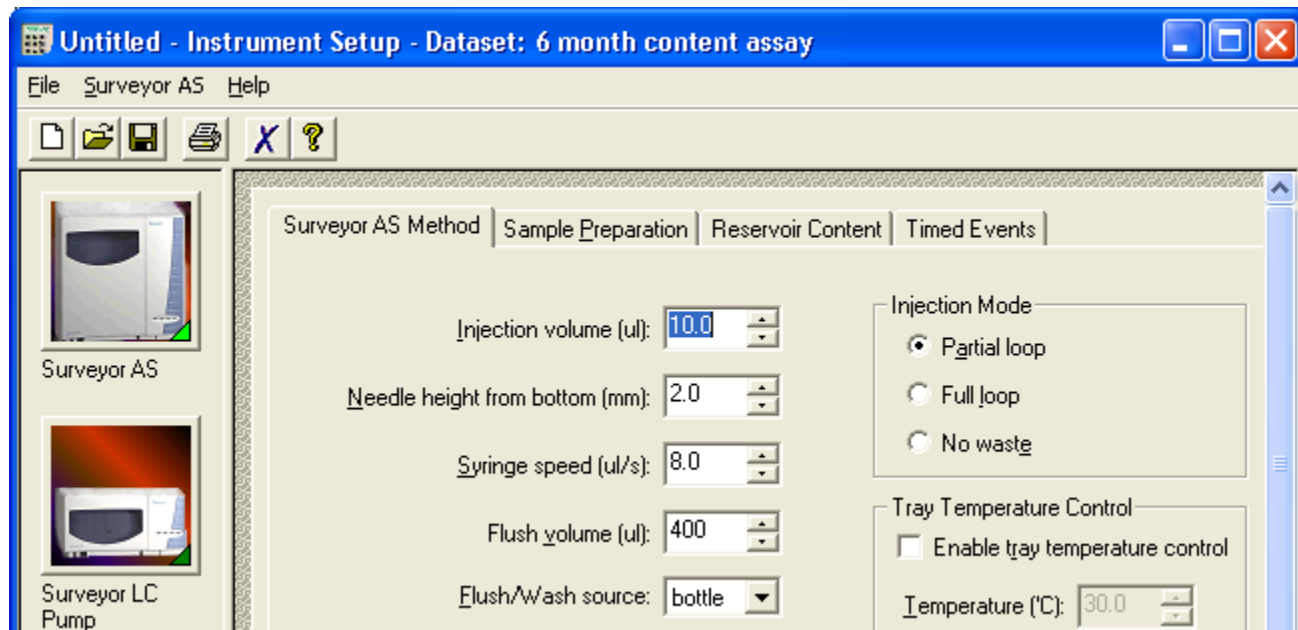 Untitled - Instrument Setup - Dataset: 6 month content assay
File Surveyor AS Help
Surveyor AS
Surveyor LC
Pump
Surveyor AS Method Sample Preparation Reservoir Content Timed Events
Injection volume (ul): 10.0
Needle height from bottom (mm): 2.0
Syringe speed (ul/s): 8.0
Flush volume (ul): 400
Flush/Wash source: bottle
Injection Mode
Partial loop
Full loop
No waste
Tray Temperature Control
Enable tray temperature control
Temperature (°C): 30.0